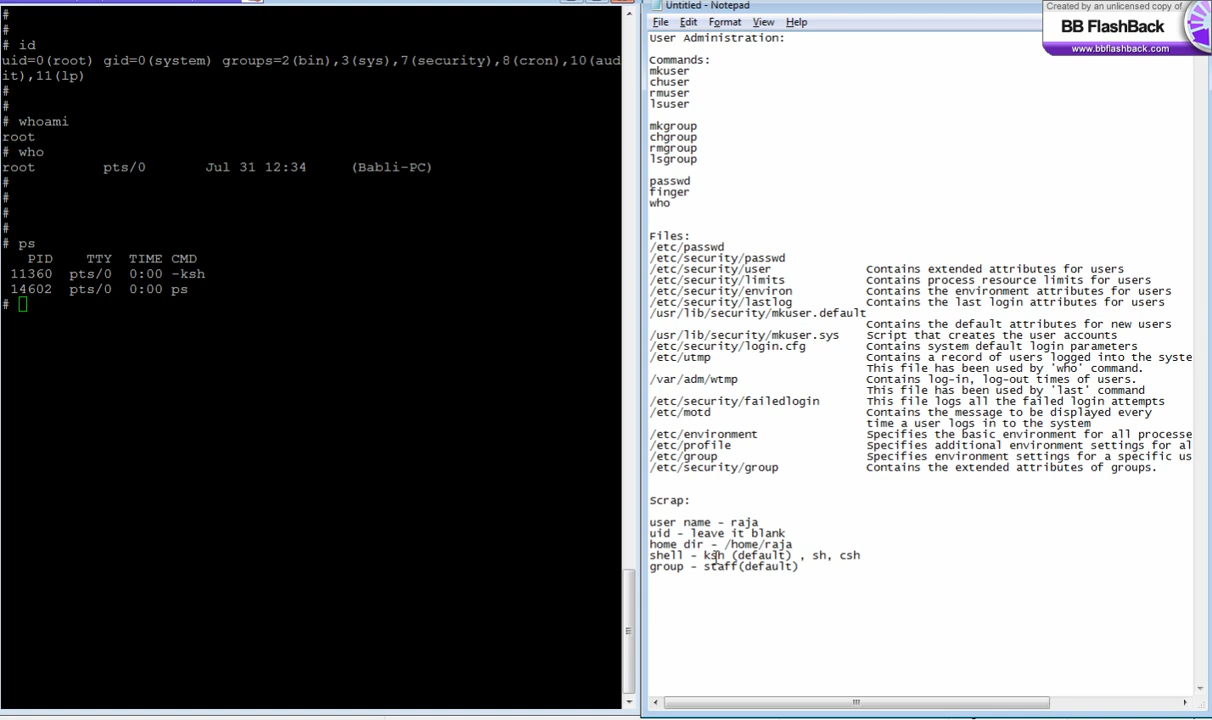 #
#
# id
uid=0(root) gid=0(system) groups=2(bin),3(sys),7(security),8(cron),10(aud
it),11(lp)
#
#
# whoami
root
# who
root pts/0 Jul 31 12:34 (Babli-PC)
#
#
#
#
# ps
PID TTY TIME CMD
11360 pts/0 0:00 -ksh
14602 pts/0 0:00 ps
#
Untitled - Notepad
File Edit Format View Help
Created by an unlicensed copy of
BB FlashBack
www.bbflashback.com
User Administration:
Commands:
mkuser
chuser
rmuser
lsuser
mkgroup
chgroup
rmgroup
lsgroup
passwd
finger
who
Files:
/etc/passwd
/etc/security/passwd
/etc/security/user Contains extended attributes for users
/etc/security/limits Contains process resource limits for users
/etc/security/environ Contains the environment attributes for users
/etc/security/lastlog Contains the last login attributes for users
/usr/lib/security/mkuser.default
Contains the default attributes for new users
/usr/lib/security/mkuser.sys Script that creates the user accounts
/etc/security/login.cfg Contains system default login parameters
/etc/utmp Contains a record of users logged into the syste
This file has been used by 'who' command.
/var/adm/wtmp Contains log-in, log-out times of users.
This file has been used by 'last' command
/etc/security/failedlogin This file logs all the failed login attempts
/etc/motd Contains the message to be displayed every
time a user logs in to the system
/etc/environment Specifies the basic environment for all processe
/etc/profile Specifies additional environment settings for al
/etc/group Specifies environment settings for a specific us
/etc/security/group Contains the extended attributes of groups.
Scrap:
user name - raja
uid - leave it blank
home dir - /home/raja
shell - ksh (default) , sh, csh
group - staff(default)